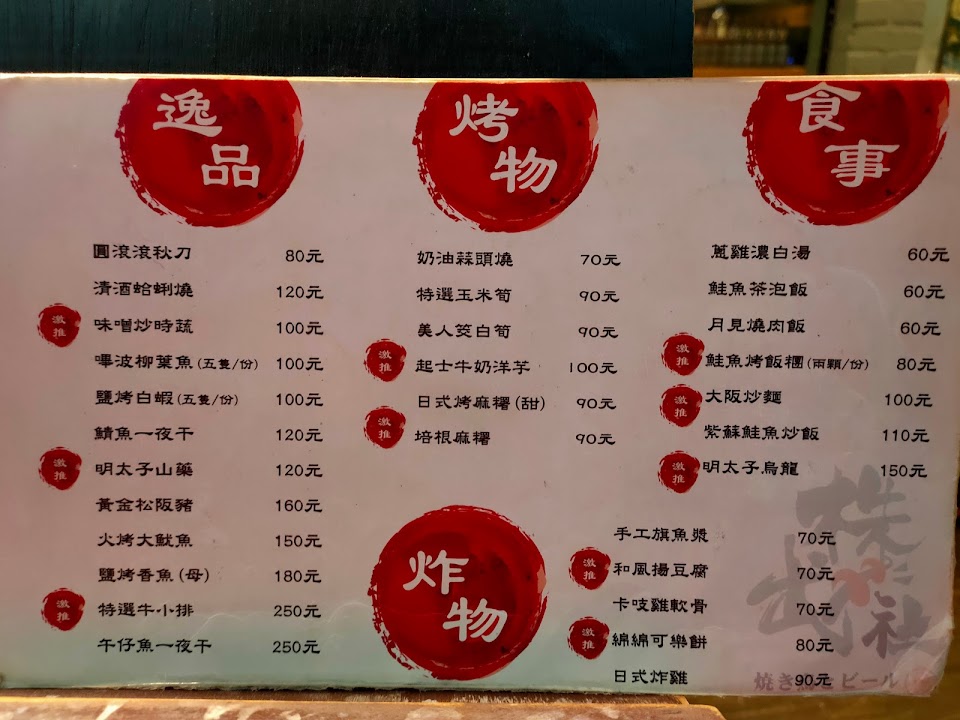 逸品
圓滾滾秋刀 80元
清酒蛤蜊燒 120元
激推 味噌炒時蔬 100元
嗶波柳葉魚(五隻/份) 100元
鹽烤白蝦(五隻/份) 100元
鯖魚一夜干 120元
激推 明太子山藥 120元
黃金松阪豬 160元
火烤大魷魚 150元
鹽烤香魚(母) 180元
激推 特選牛小排 250元
午仔魚一夜干 250元
烤物
奶油蒜頭燒 70元
特選玉米筍 90元
美人筊白筍 90元
激推 起士牛奶洋芋 100元
日式烤麻糬(甜) 90元
激推 培根麻糬 90元
食事
蔥雞濃白湯 60元
鮭魚茶泡飯 60元
月見燒肉飯 60元
激推 鮭魚烤飯糰(兩顆/份) 80元
激推 大阪炒麵 100元
紫蘇鮭魚炒飯 110元
激推 明太子烏龍 150元
炸物
手工旗魚漿 70元
激推 和風揚豆腐 70元
卡吱雞軟骨 70元
激推 綿綿可樂餅 80元
日式炸雞 90元
社
焼き ビール